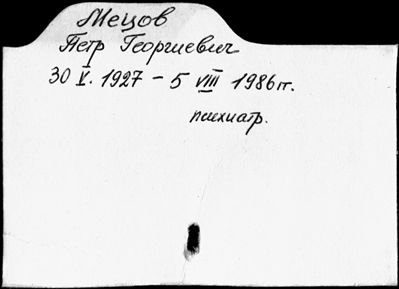 Мецов
Петр Георгиевич
30 V. 1927 - 5 VIII 1986 гг.
психиатр.